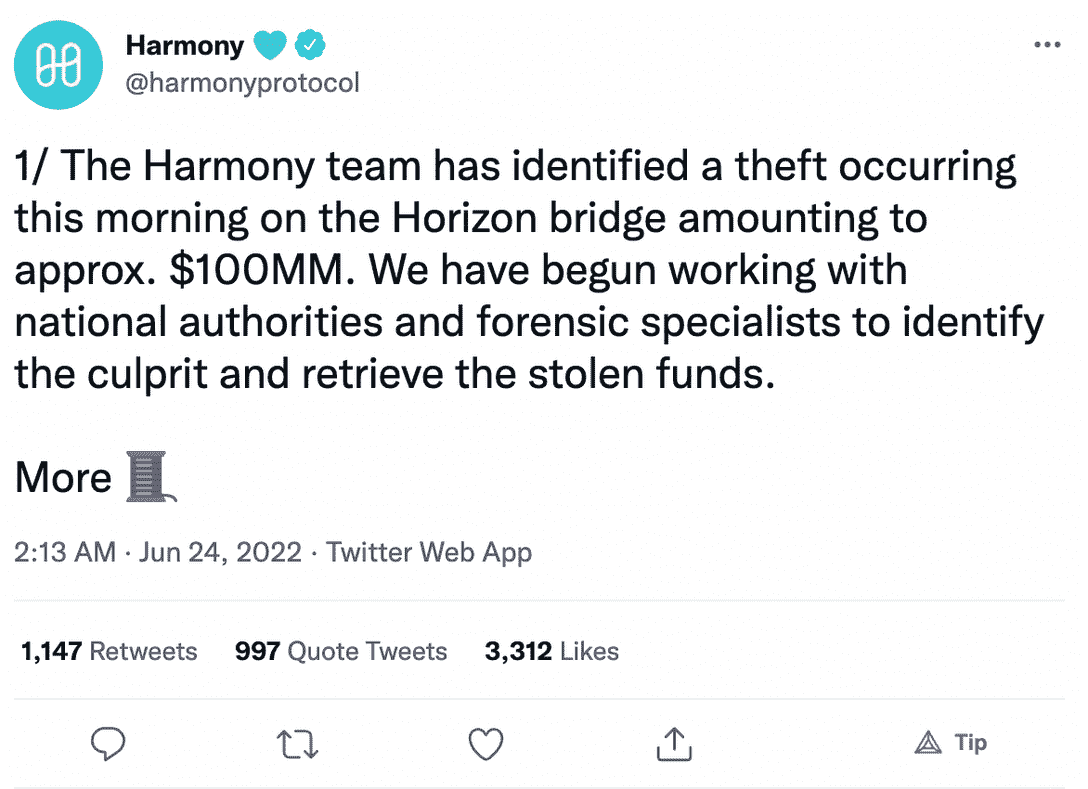 Harmony
@harmonyprotocol
1/ The Harmony team has identified a theft occurring
this morning on the Horizon bridge amounting to
approx. $100MM. We have begun working with
national authorities and forensic specialists to identify
the culprit and retrieve the stolen funds.
More
2:13 AM · Jun 24, 2022 · Twitter Web App
1,147 Retweets 997 Quote Tweets 3,312 Likes
Tip